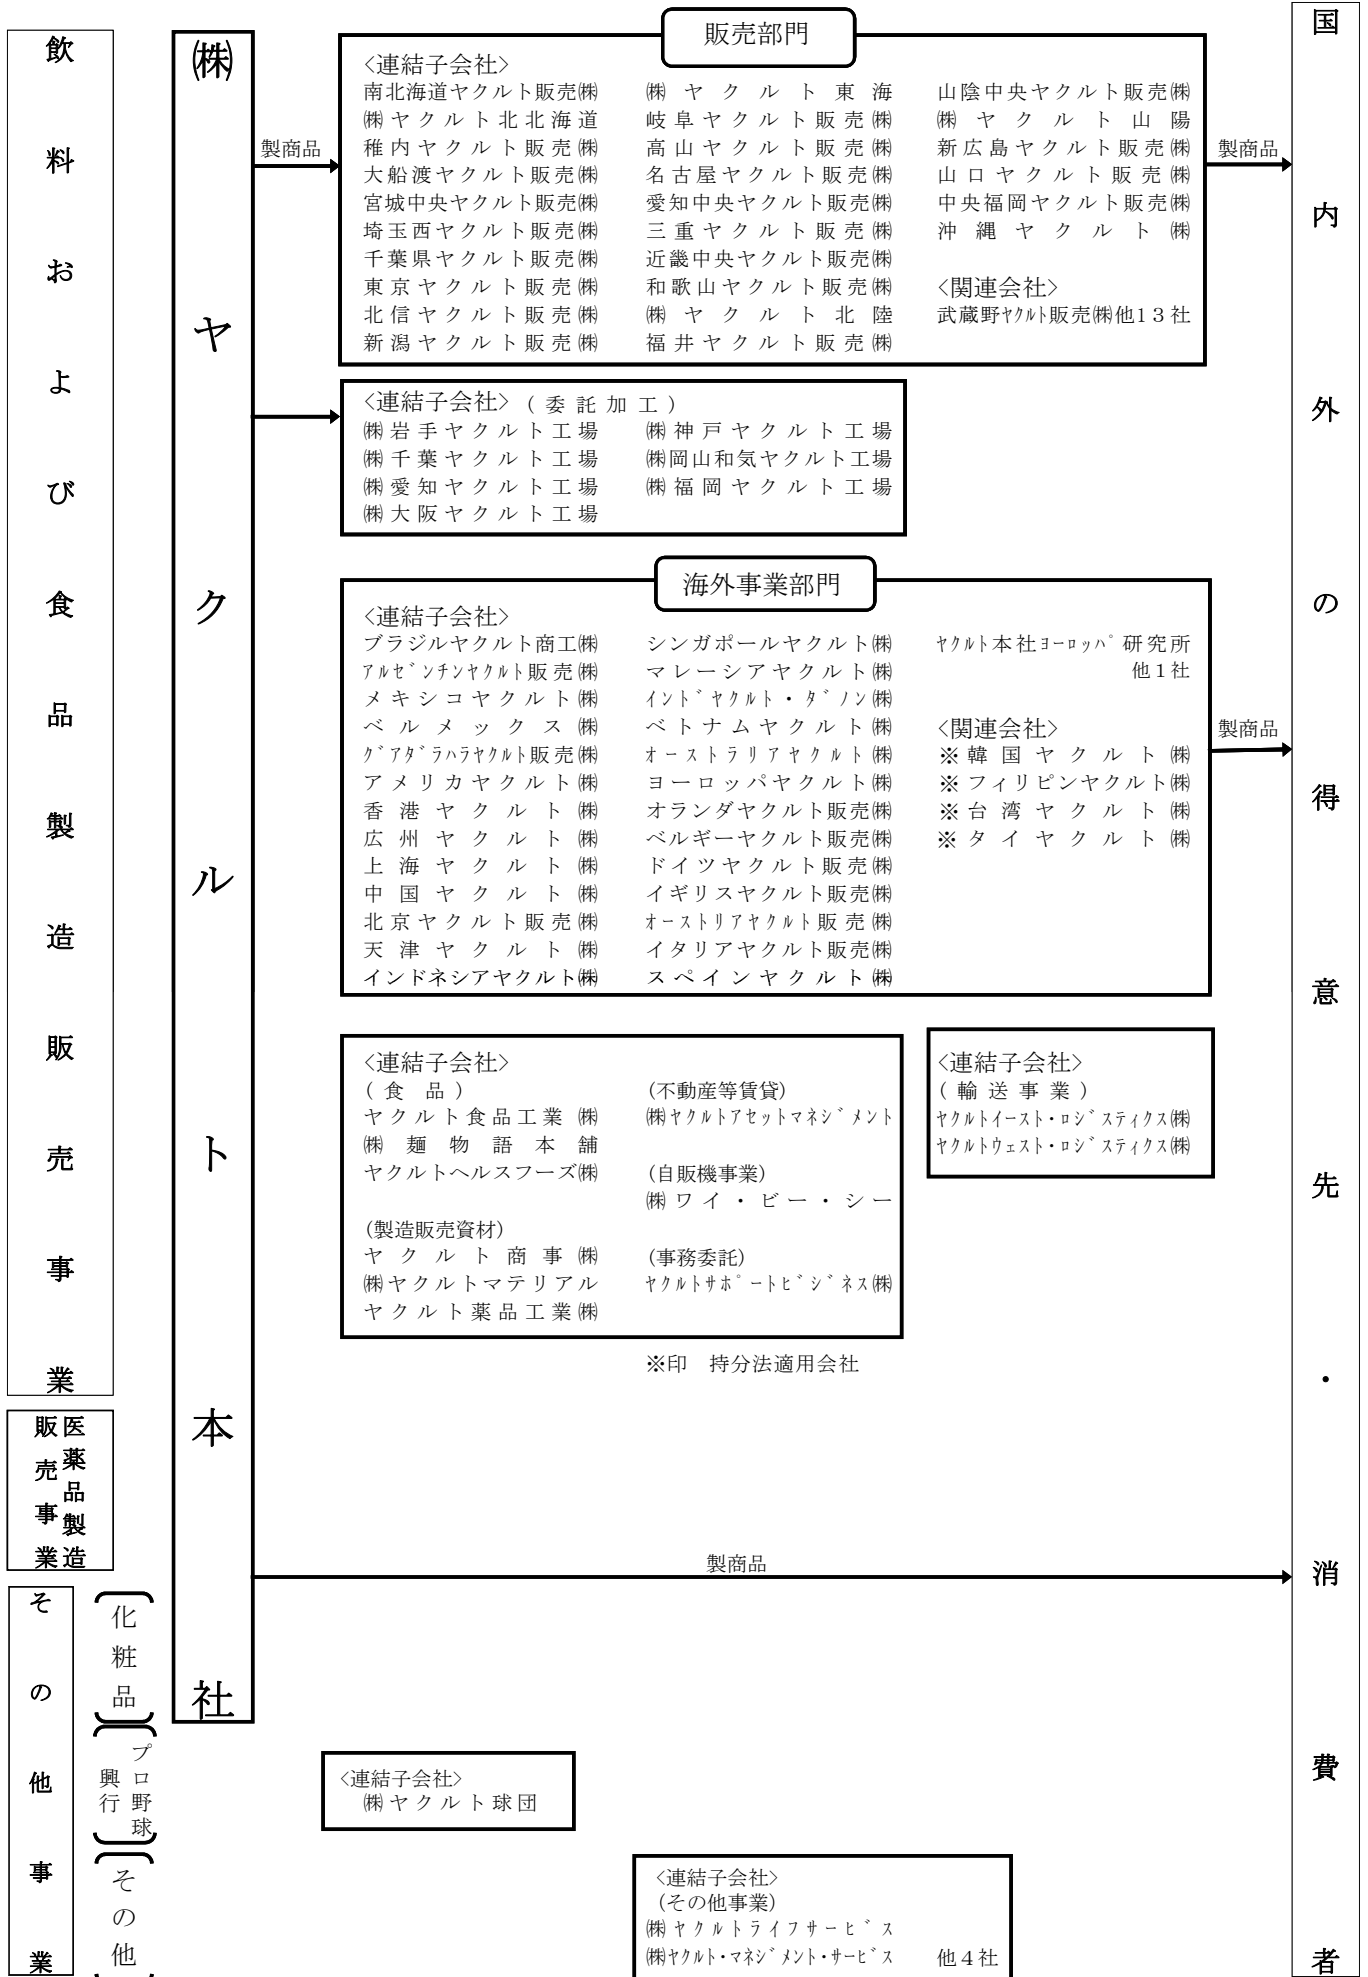 飲料および食品製造販売事業
医薬品製造
販売事業
その他事業
化粧品
プロ野球
興行
その他
㈱ヤクルト本社
製商品
販売部門
<連結子会社>
南北海道ヤクルト販売㈱
㈱ヤクルト北北海道
稚内ヤクルト販売㈱
大船渡ヤクルト販売㈱
宮城中央ヤクルト販売㈱
埼玉西ヤクルト販売㈱
千葉県ヤクルト販売㈱
東京ヤクルト販売㈱
北信ヤクルト販売㈱
新潟ヤクルト販売㈱
㈱ヤクルト東海
岐阜ヤクルト販売㈱
高山ヤクルト販売㈱
名古屋ヤクルト販売㈱
愛知中央ヤクルト販売㈱
三重ヤクルト販売㈱
近畿中央ヤクルト販売㈱
和歌山ヤクルト販売㈱
㈱ヤクルト北陸
福井ヤクルト販売㈱
山陰中央ヤクルト販売㈱
㈱ヤクルト山陽
新広島ヤクルト販売㈱
山口ヤクルト販売㈱
中央福岡ヤクルト販売㈱
沖縄ヤクルト㈱
<関連会社>
武蔵野ﾔｸﾙﾄ販売㈱他13社
製商品
<連結子会社>(委託加工)
㈱岩手ヤクルト工場
㈱千葉ヤクルト工場
㈱愛知ヤクルト工場
㈱大阪ヤクルト工場
㈱神戸ヤクルト工場
㈱岡山和気ヤクルト工場
㈱福岡ヤクルト工場
海外事業部門
<連結子会社>
ブラジルヤクルト商工㈱
ｱﾙｾﾞﾝﾁﾝﾔｸﾙﾄ販売㈱
メキシコヤクルト㈱
ベルメックス㈱
ｸﾞｱﾀﾞﾗﾊﾗﾔｸﾙﾄ販売㈱
アメリカヤクルト㈱
香港ヤクルト㈱
広州ヤクルト㈱
上海ヤクルト㈱
中国ヤクルト㈱
北京ヤクルト販売㈱
天津ヤクルト㈱
インドネシアヤクルト㈱
シンガポールヤクルト㈱
マレーシアヤクルト㈱
ｲﾝﾄﾞﾔｸﾙﾄ・ﾀﾞﾉﾝ㈱
ベトナムヤクルト㈱
オーストラリアヤクルト㈱
ヨーロッパヤクルト㈱
オランダヤクルト販売㈱
ベルギーヤクルト販売㈱
ドイツヤクルト販売㈱
イギリスヤクルト販売㈱
ｵｰｽﾄﾘｱﾔｸﾙﾄ販売㈱
イタリアヤクルト販売㈱
スペインヤクルト㈱
ﾔｸﾙﾄ本社ﾖｰﾛｯﾊﾟ研究所
他1社
<関連会社>
※韓国ヤクルト㈱
※フィリピンヤクルト㈱
※台湾ヤクルト㈱
※タイヤクルト㈱
製商品
<連結子会社>
(食品)
ヤクルト食品工業㈱
㈱麺物語本舗
ヤクルトヘルスフーズ㈱
(製造販売資材)
ヤクルト商事㈱
㈱ヤクルトマテリアル
ヤクルト薬品工業㈱
(不動産等賃貸)
㈱ﾔｸﾙﾄｱｾｯﾄﾏﾈｼﾞﾒﾝﾄ
(自販機事業)
㈱ワイ・ビー・シー
(事務委託)
ﾔｸﾙﾄｻﾎﾟｰﾄﾋﾞｼﾞﾈｽ㈱
<連結子会社>
(輸送事業)
ﾔｸﾙﾄｲｰｽﾄ・ﾛｼﾞｽﾃｨｸｽ㈱
ﾔｸﾙﾄｳｪｽﾄ・ﾛｼﾞｽﾃｨｸｽ㈱
※印　持分法適用会社
製商品
<連結子会社>
㈱ヤクルト球団
<連結子会社>
(その他事業)
㈱ﾔｸﾙﾄﾗｲﾌｻｰﾋﾞｽ
㈱ﾔｸﾙﾄ・ﾏﾈｼﾞﾒﾝﾄ・ｻｰﾋﾞｽ　他4社
国内外の得意先・消費者